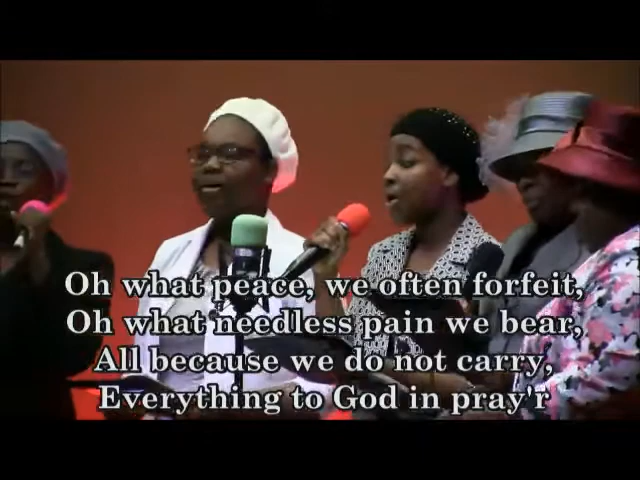 Oh what peace, we often forfeit,
Oh what needless pain we bear,
All because we do not carry,
Everything to God in pray'r